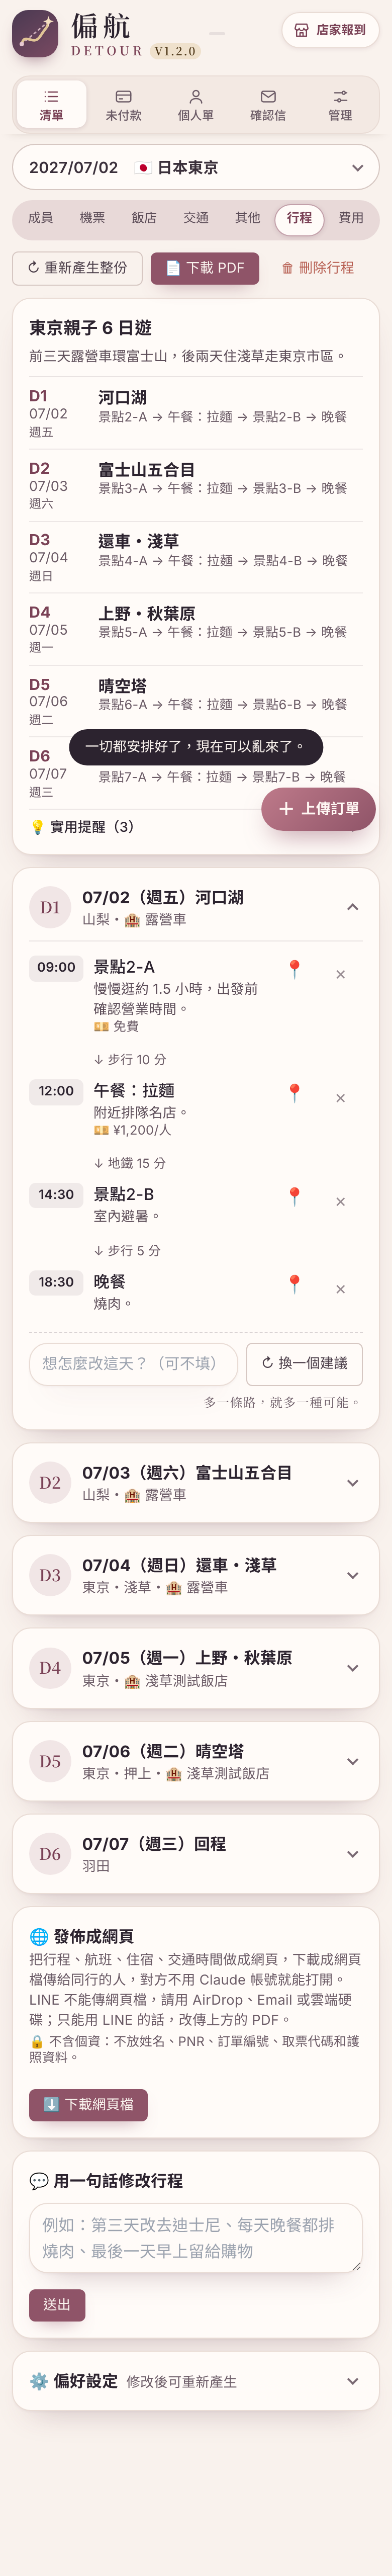 偏航
DETOUR V1.2.0
店家報到
清單
未付款
個人單
確認信
管理
2027/07/02 🇯🇵 日本東京
成員 機票 飯店 交通 其他 行程 費用
↻ 重新產生整份
📄 下載 PDF
🗑 刪除行程
東京親子 6 日遊
前三天露營車環富士山，後兩天住淺草走東京市區。
D1 河口湖
07/02 景點2-A → 午餐：拉麵 → 景點2-B → 晚餐
週五
D2 富士山五合目
07/03 景點3-A → 午餐：拉麵 → 景點3-B → 晚餐
週六
D3 還車・淺草
07/04 景點4-A → 午餐：拉麵 → 景點4-B → 晚餐
週日
D4 上野・秋葉原
07/05 景點5-A → 午餐：拉麵 → 景點5-B → 晚餐
週一
D5 晴空塔
07/06 景點6-A → 午餐：拉麵 → 景點6-B → 晚餐
週二
D6
一切都安排好了，現在可以亂來了。
07/07 景點7-A → 午餐：拉麵 → 景點7-B → 晚餐
週三
＋ 上傳訂單
💡 實用提醒（3）
D1
07/02（週五）河口湖
山梨・🏨 露營車
09:00 景點2-A 📍 ×
慢慢逛約 1.5 小時，出發前
確認營業時間。
💴 免費
↓ 步行 10 分
12:00 午餐：拉麵 📍 ×
附近排隊名店。
💴 ¥1,200/人
↓ 地鐵 15 分
14:30 景點2-B 📍 ×
室內避暑。
↓ 步行 5 分
18:30 晚餐 📍 ×
燒肉。
想怎麼改這天？（可不填）
↻ 換一個建議
多一條路，就多一種可能。
D2
07/03（週六）富士山五合目
山梨・🏨 露營車
D3
07/04（週日）還車・淺草
東京・淺草・🏨 露營車
D4
07/05（週一）上野・秋葉原
東京・🏨 淺草測試飯店
D5
07/06（週二）晴空塔
東京・押上・🏨 淺草測試飯店
D6
07/07（週三）回程
羽田
🌐 發佈成網頁
把行程、航班、住宿、交通時間做成網頁，下載成網頁
檔傳給同行的人，對方不用 Claude 帳號就能打開。
LINE 不能傳網頁檔，請用 AirDrop、Email 或雲端硬
碟；只能用 LINE 的話，改傳上方的 PDF。
🔒 不含個資：不放姓名、PNR、訂單編號、取票代碼和護
照資料。
⬇️ 下載網頁檔
💬 用一句話修改行程
例如：第三天改去迪士尼、每天晚餐都排
燒肉、最後一天早上留給購物
送出
⚙️ 偏好設定 修改後可重新產生